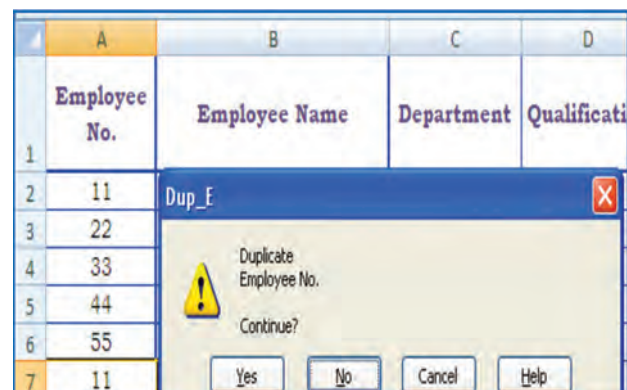 A B C D
Employee No. Employee Name Department Qualificati
1
2 11
3 22
4 33
5 44
6 55
7 11
Dup_E
Duplicate
Employee No.
Continue?
Yes No Cancel Help